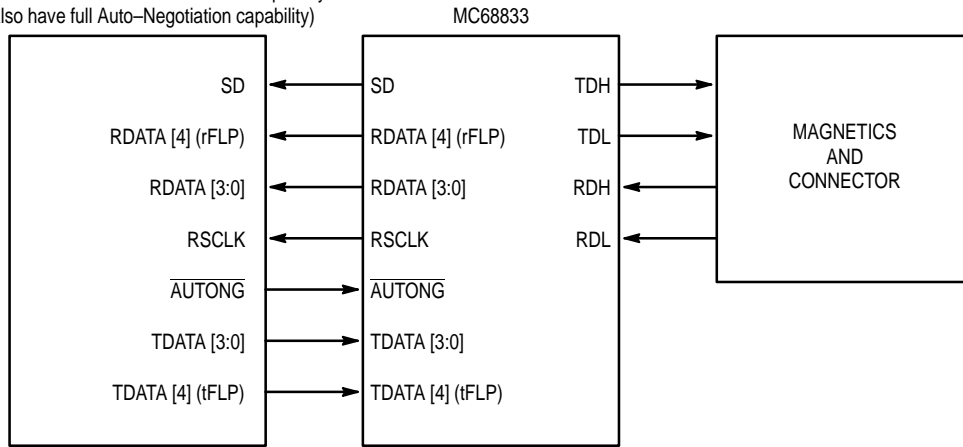 lso have full Auto–Negotiation capability)
MC68833
SD
RDATA [4] (rFLP)
RDATA [3:0]
RSCLK
AUTONG
TDATA [3:0]
TDATA [4] (tFLP)
SD
RDATA [4] (rFLP)
RDATA [3:0]
RSCLK
AUTONG
TDATA [3:0]
TDATA [4] (tFLP)
TDH
TDL
RDH
RDL
MAGNETICS
AND
CONNECTOR